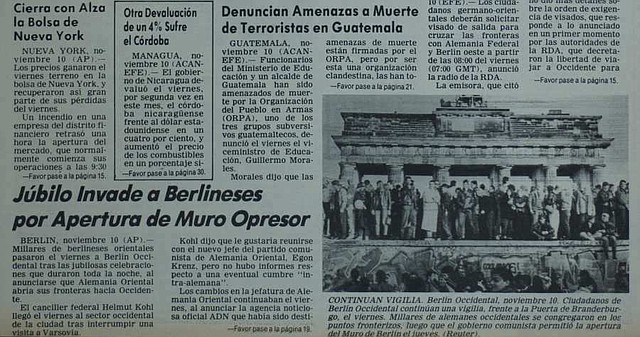 Cierra con Alza
la Bolsa de
Nueva York
NUEVA YORK,
noviembre 10 (AP).—
Los precios ganaron el
viernes terreno en la
bolsa de Nueva York, y
recuperaron así gran
parte de sus pérdidas
del viernes.
Un incendio en una
empresa del distrito fi-
nanciero retrasó una
hora la apertura del
mercado, que normal-
mente comienza sus
operaciones a las 9:30
—Favor pase a página 15.
Otra Devaluación
de un 4% Sufre
el Córdoba
MANAGUA, no-
viembre 10 (ACAN-
EFE).— El gobier-
no de Nicaragua de-
valuó el viernes, por
segunda vez en
este mes, el córdo-
ba nicaragüense
frente al dólar esta-
dounidense en un
cuatro por ciento, y
aumentó el precio
de los combustibles
en un porcentaje si-
—Favor pase a página 30.
Denuncian Amenazas a Muerte
de Terroristas en Guatemala
GUATEMALA, no-
viembre 10 (ACAN-
EFE).— Funcionarios
del Ministerio de Edu-
cación y un alcalde de
Guatemala han sido
amenazados de muer-
te por la Organización
del Pueblo en Armas
(ORPA), uno de los
tres grupos subversi-
vos guatemaltecos, de-
nunció el viernes el vi-
ceministro de Educa-
ción, Guillermo Mora-
les.
Morales dijo que las
amenazas de muerte
están firmadas por el
ORPA, pero por ser
esta una organización
clandestina, las han to-
—Favor pase a la página 21.
(EFE).— Los ciuda-
danos germano-orien-
tales deberán solicitar
visado de salida para
cruzar las fronteras
con Alemania Federal
y Berlín oeste a partir
de las 08:00 del viernes
(07:00 GMT), anunció
la radio de la RDA.
La emisora, que citó
sobre la orden de exi-
gencia de visados, que
responde a lo anunciado
en un primer momento
por las autoridades de
la RDA, que decreta-
ron la libertad de via-
jar a Occidente para
—Favor pase a la página 15.
Júbilo Invade a Berlineses
por Apertura de Muro Opresor
BERLIN, noviembre 10 (AP).—
Millares de berlineses orientales
pasaron el viernes a Berlín Occi-
dental tras las jubilosas celebracio-
nes que duraron toda la noche, al
anunciarse que Alemania Oriental
abría sus fronteras hacia Occiden-
te.
El canciller federal Helmut Kohl
llegó el viernes al sector occidental
de la ciudad tras interrumpir una
visita a Varsovia.
Kohl dijo que le gustaría reunirse
con el nuevo jefe del partido comu-
nista de Alemania Oriental, Egon
Krenz, pero no hubo informes res-
pecto a una eventual cumbre "in-
tra-alemana".
Los cambios en la jefatura de Ale-
mania Oriental continuaban el vier-
nes, al anunciar la agencia noticio-
sa oficial ADN que había sido desti-
—Favor pase a la página 19.
CONTINUAN VIGILIA. Berlín Occidental, noviembre 10. Ciudadanos de
Berlín Occidental continúan una vigilia, frente a la Puerta de Branderbur-
go, el viernes. Millares de alemanes occidentales se congregaron en los
puntos fronterizos, luego que el gobierno comunista permitió la apertura
del Muro de Berlín el jueves. (Reuter).